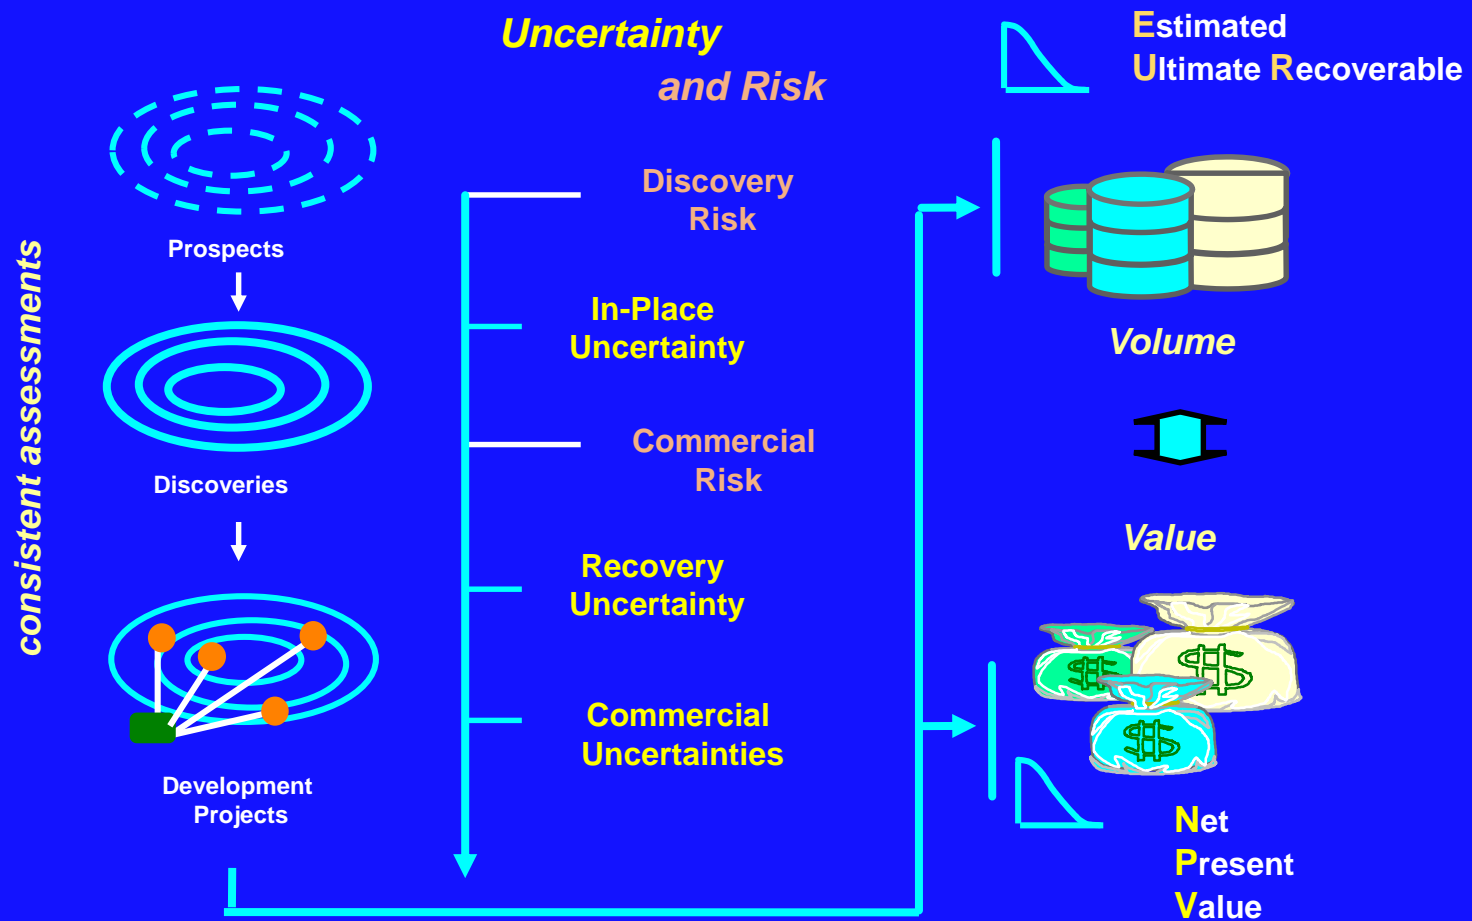 Uncertainty
and Risk
consistent assessments
Prospects
Discoveries
Development
Projects
Discovery
Risk
In-Place
Uncertainty
Commercial
Risk
Recovery
Uncertainty
Commercial
Uncertainties
Estimated
Ultimate Recoverable
Volume
Value
$
$
$
Net
Present
Value